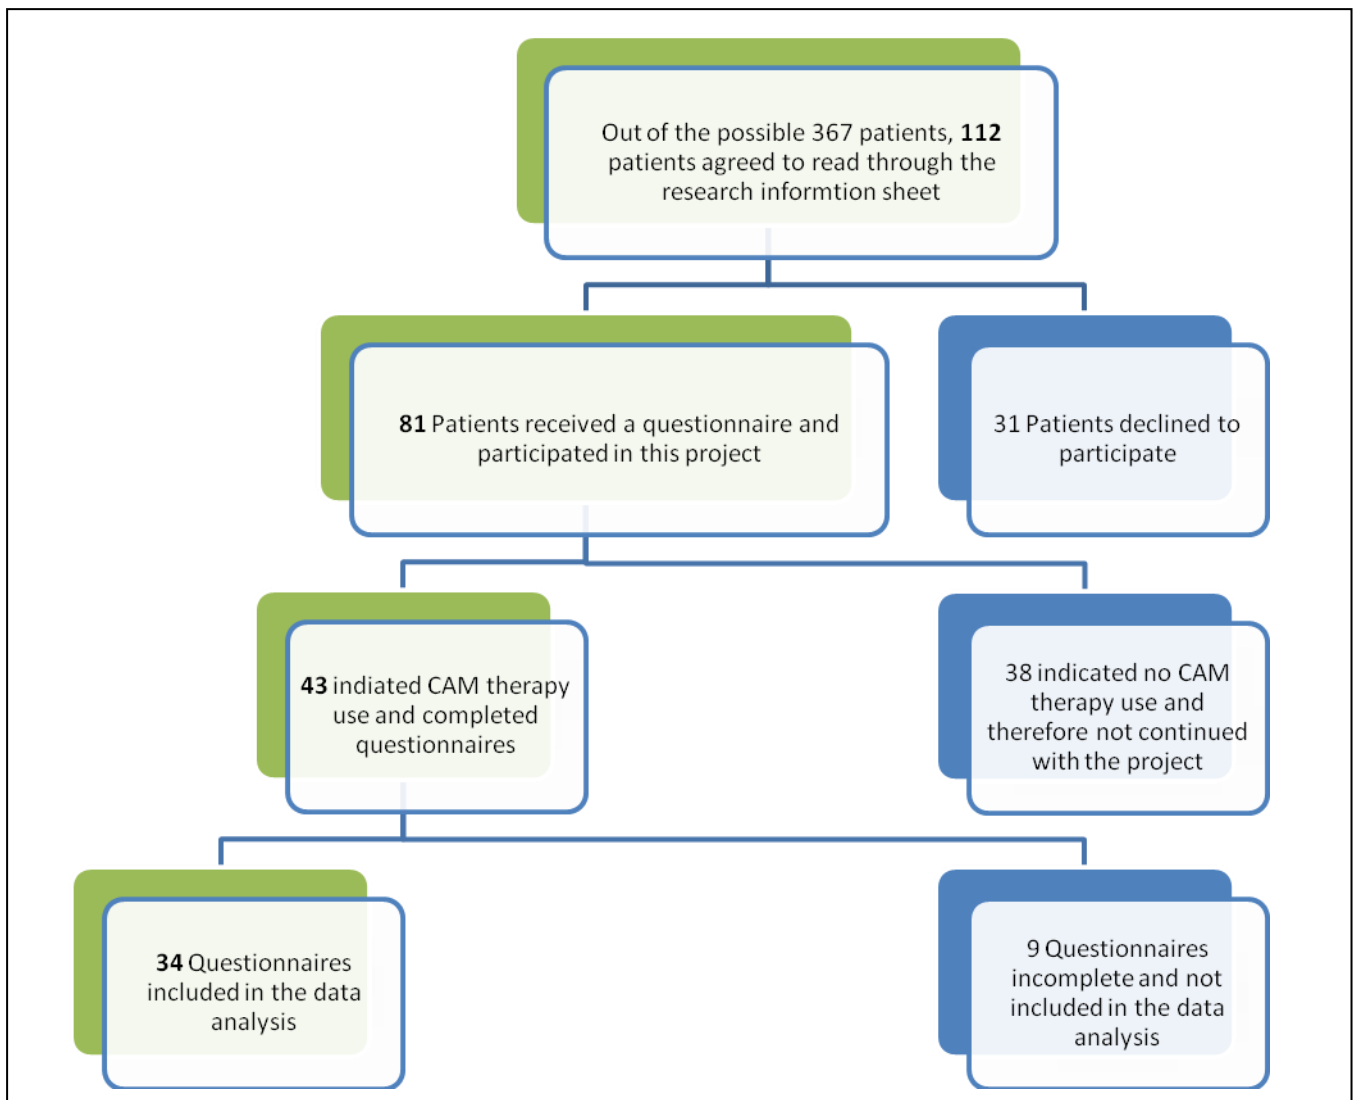 Out of the possible 367 patients, 112
patients agreed to read through the
research informtion sheet
81 Patients received a questionnaire and
participated in this project
31 Patients declined to
participate
43 indiated CAM therapy
use and completed
questionnaires
38 indicated no CAM
therapy use and
therefore not continued
with the project
34 Questionnaires
included in the data
analysis
9 Questionnaires
incomplete and not
included in the data
analysis